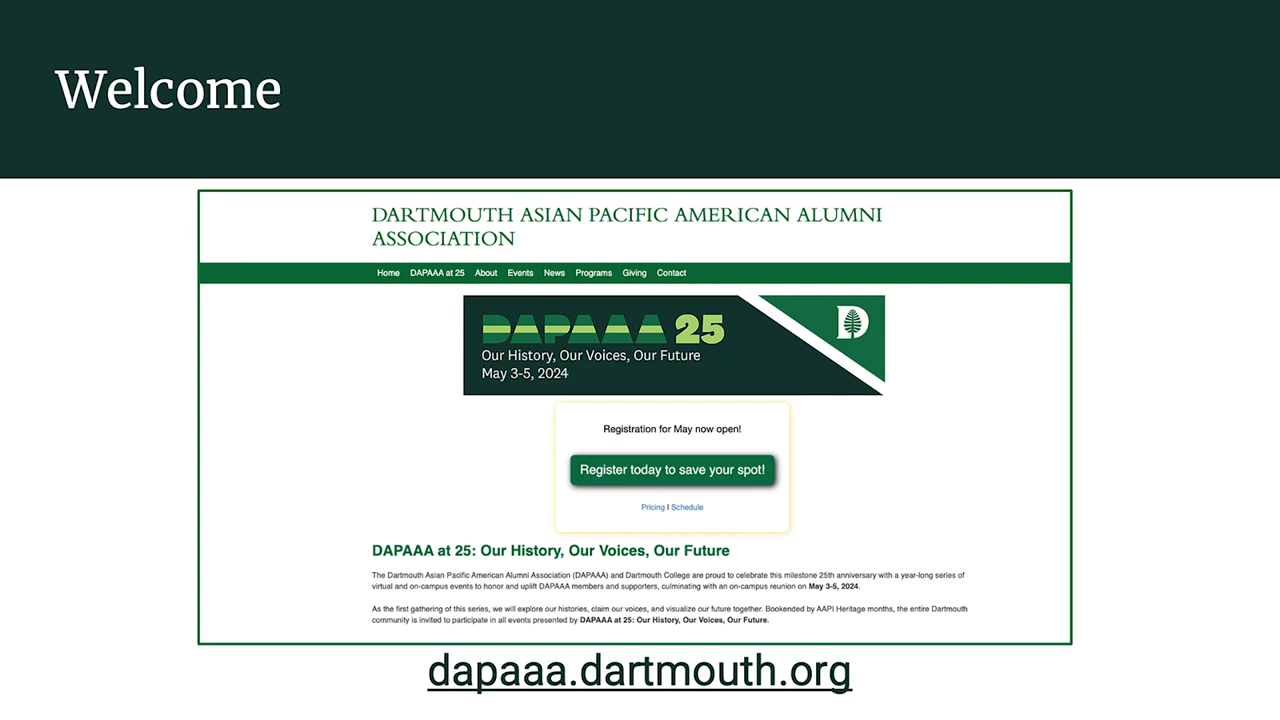 Welcome
DARTMOUTH ASIAN PACIFIC AMERICAN ALUMNI
ASSOCIATION
Home DAPAAA at 25 About Events News Programs Giving Contact
DAPAAA 25
Our History, Our Voices, Our Future
May 3-5, 2024
D
Registration for May now open!
Register today to save your spot!
Pricing | Schedule
DAPAAA at 25: Our History, Our Voices, Our Future
The Dartmouth Asian Pacific American Alumni Association (DAPAAA) and Dartmouth College are proud to celebrate this milestone 25th anniversary with a year-long series of
virtual and on-campus events to honor and uplift DAPAAA members and supporters, culminating with an on-campus reunion on May 3-5, 2024.
As the first gathering of this series, we will explore our histories, claim our voices, and visualize our future together. Bookended by AAPI Heritage months, the entire Dartmouth
community is invited to participate in all events presented by DAPAAA at 25: Our History, Our Voices, Our Future.
dapaaa.dartmouth.org